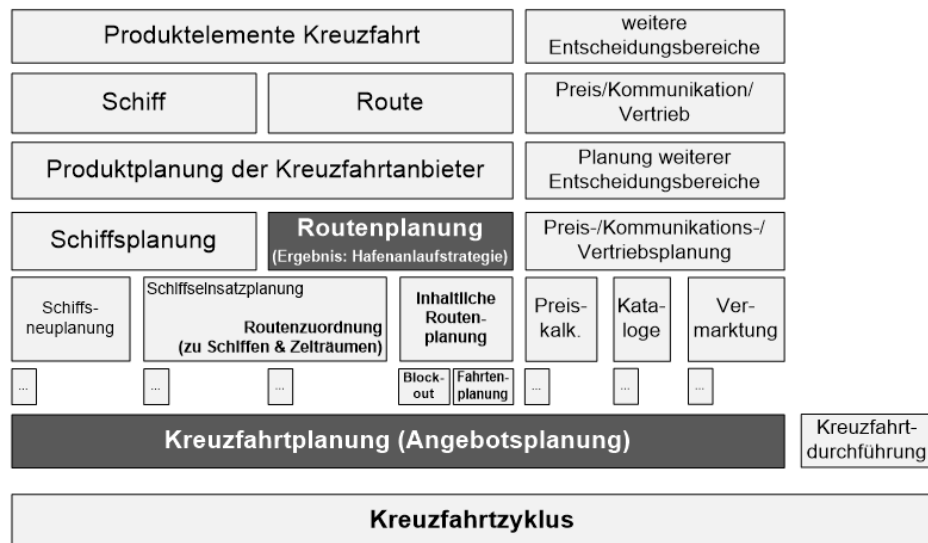 Produktelemente Kreuzfahrt
weitere
Entscheidungsbereiche
Schiff
Route
Preis/Kommunikation/
Vertrieb
Produktplanung der Kreuzfahrtanbieter
Planung weiterer
Entscheidungsbereiche
Schiffsplanung
Routenplanung
(Ergebnis: Hafenanlaufstrategie)
Preis-/Kommunikations-/
Vertriebsplanung
Schiffs-
neuplanung
Schiffseinsatzplanung
Routenzuordnung
(zu Schiffen & Zeiträumen)
Inhaltliche
Routen-
planung
Preis-
kalk.
Kata-
loge
Ver-
marktung
...
...
...
Block-
out
Fahrten-
planung
...
...
...
Kreuzfahrtplanung (Angebotsplanung)
Kreuzfahrt-
durchführung
Kreuzfahrtzyklus